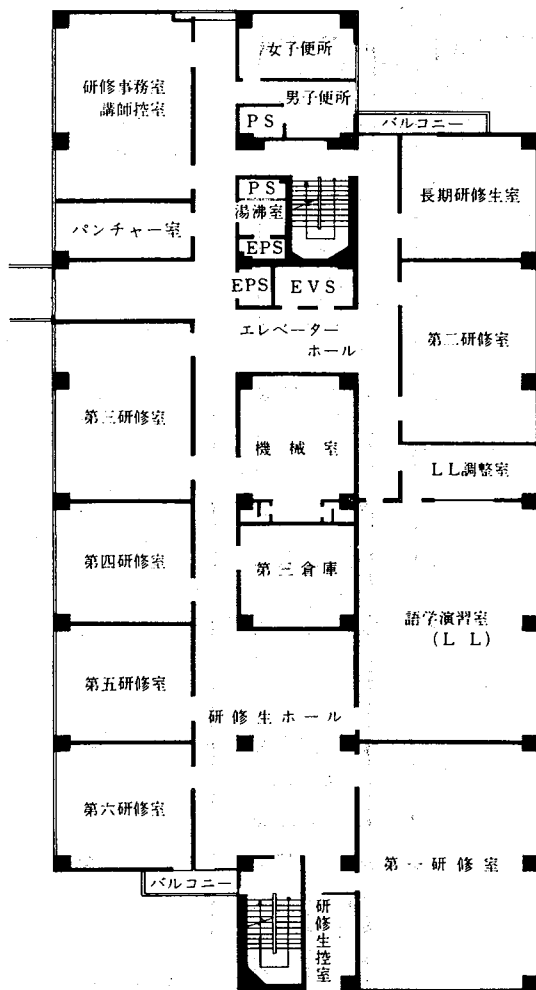 女子便所
研修事務室
講師控室
男子便所
PS
バルコニー
長期研修生室
PS
湯沸室
パンチャー室
EPS
EPS
EVS
エレベーター
ホール
第二研修室
第三研修室
機械室
LL調整室
第四研修室
第三倉庫
語学演習室
(LL)
第五研修室
研修生ホール
第六研修室
第一研修室
バルコニー
研修生控室